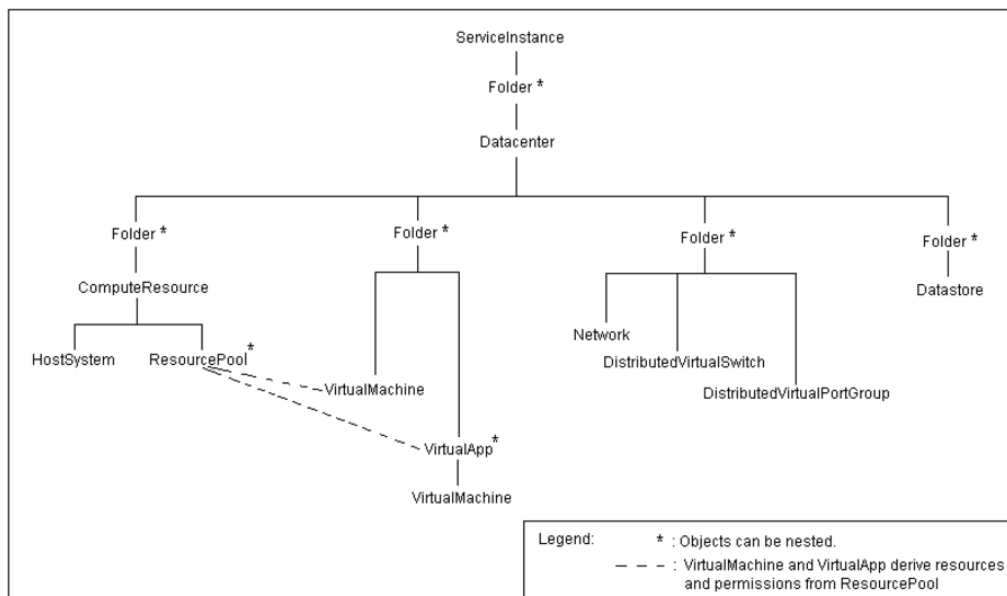 ServiceInstance
Folder *
Datacenter
Folder * Folder * Folder * Folder *
ComputeResource Datastore
Network
HostSystem ResourcePool* DistributedVirtualSwitch
VirtualMachine DistributedVirtualPortGroup
VirtualApp*
VirtualMachine
Legend: * : Objects can be nested.
– – – : VirtualMachine and VirtualApp derive resources
and permissions from ResourcePool